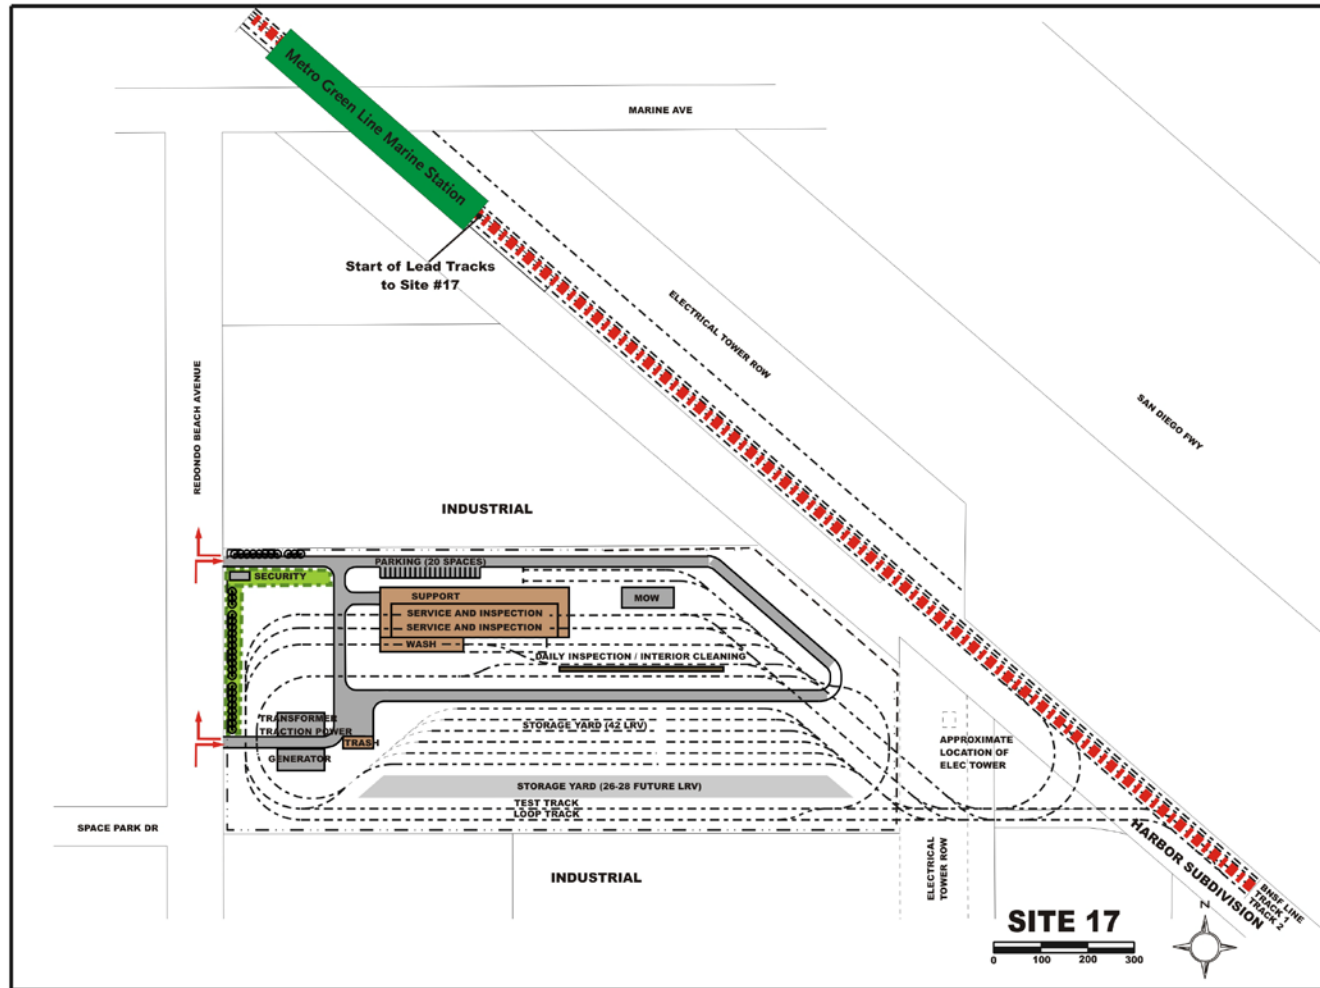 Metro Green Line Marine Station
MARINE AVE
Start of Lead Tracks
to Site #17
ELECTRICAL TOWER ROW
SAN DIEGO FWY
REDONDO BEACH AVENUE
INDUSTRIAL
PARKING (20 SPACES)
SECURITY
SUPPORT
MOW
SERVICE AND INSPECTION
SERVICE AND INSPECTION
WASH
DAILY INSPECTION / INTERIOR CLEANING
TRANSFORMER
TRACTION POWER
STORAGE YARD (42 LRV)
TRASH
GENERATOR
APPROXIMATE
LOCATION OF
ELEC TOWER
STORAGE YARD (26-28 FUTURE LRV)
TEST TRACK
LOOP TRACK
SPACE PARK DR
INDUSTRIAL
ELECTRICAL
TOWER ROW
HARBOR SUBDIVISION
BNSF LINE
TRACK 1
TRACK 2
SITE 17
N
0 100 200 300